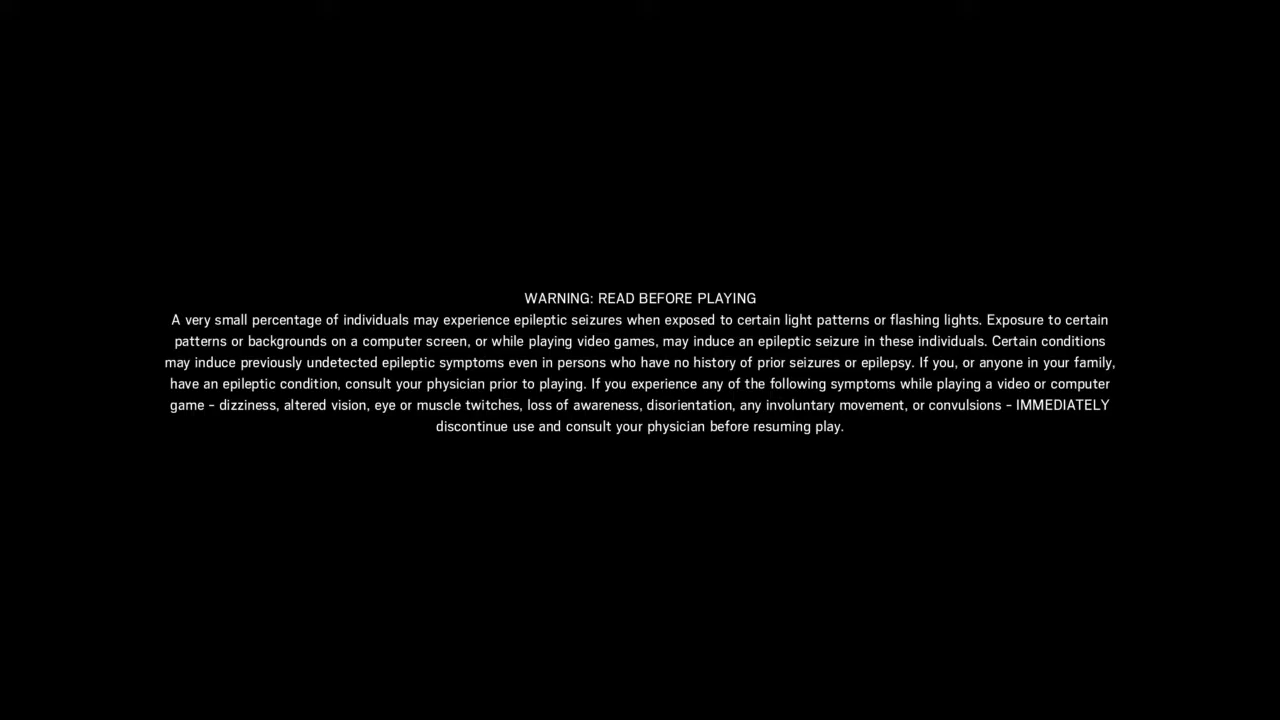 WARNING: READ BEFORE PLAYING
A very small percentage of individuals may experience epileptic seizures when exposed to certain light patterns or flashing lights. Exposure to certain
patterns or backgrounds on a computer screen, or while playing video games, may induce an epileptic seizure in these individuals. Certain conditions
may induce previously undetected epileptic symptoms even in persons who have no history of prior seizures or epilepsy. If you, or anyone in your family,
have an epileptic condition, consult your physician prior to playing. If you experience any of the following symptoms while playing a video or computer
game - dizziness, altered vision, eye or muscle twitches, loss of awareness, disorientation, any involuntary movement, or convulsions - IMMEDIATELY
discontinue use and consult your physician before resuming play.